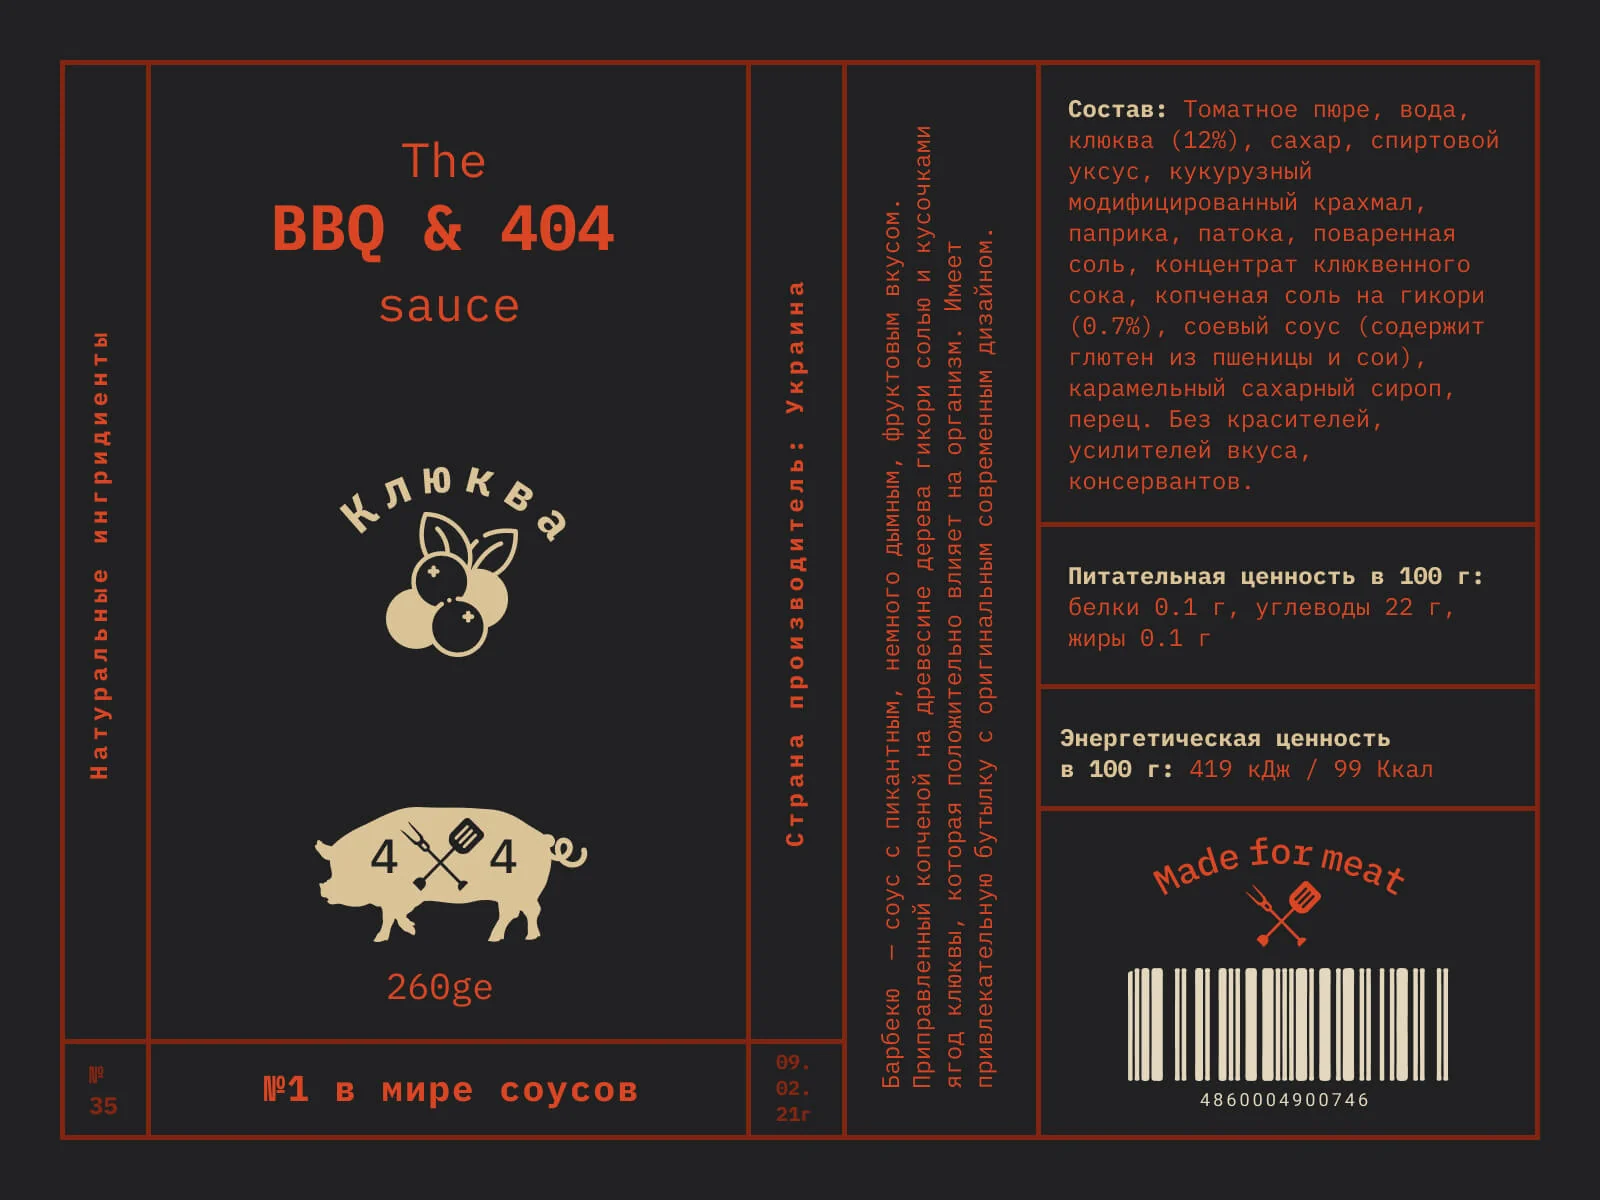 Натуральные ингридиенты
№
35
The
BBQ & 404
sauce
Клюква
4 4
260ge
№1 в мире соусов
Страна производитель: Украина
09.
02.
21г
Барбекю — соус с пикантным, немного дымным, фруктовым вкусом.
Приправленный копченой на древесине дерева гикори солью и кусочками
ягод клюквы, которая положительно влияет на организм. Имеет
привлекательную бутылку с оригинальным современным дизайном.
Состав: Томатное пюре, вода,
клюква (12%), сахар, спиртовой
уксус, кукурузный
модифицированный крахмал,
паприка, патока, поваренная
соль, концентрат клюквенного
сока, копченая соль на гикори
(0.7%), соевый соус (содержит
глютен из пшеницы и сои),
карамельный сахарный сироп,
перец. Без красителей,
усилителей вкуса,
консервантов.
Питательная ценность в 100 г:
белки 0.1 г, углеводы 22 г,
жиры 0.1 г
Энергетическая ценность
в 100 г: 419 кДж / 99 Ккал
Made for meat
4860004900746